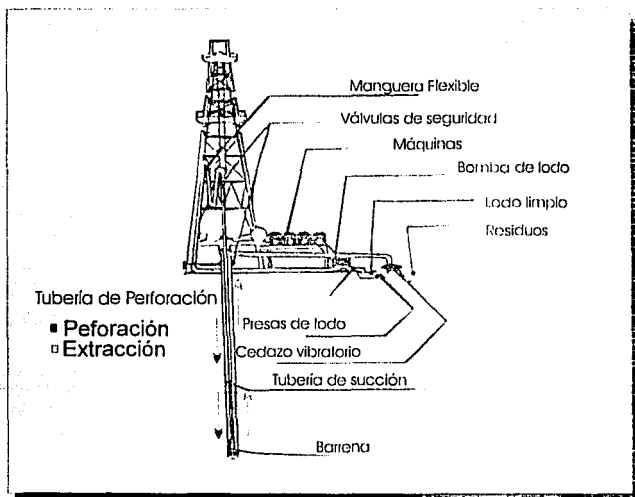 Manguera Flexible
Válvulas de seguridad
Máquinas
Bomba de lodo
Lodo limpio
Residuos
Tubería de Perforación
Peforación
Extracción
Presas de lodo
Cedazo vibratorio
Tubería de succión
Barrena